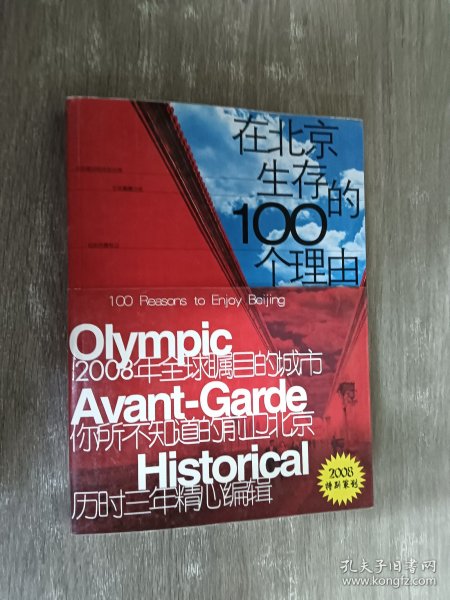 在北京
生存的
100
个理由
100 Reasons to Enjoy Beijing
Olympic
2008年全球瞩目的城市
Avant-Garde
你所不知道的前卫北京
Historical
历时三年精心编辑
2008
特别策划
孔夫子旧书网
www.kongfz.com